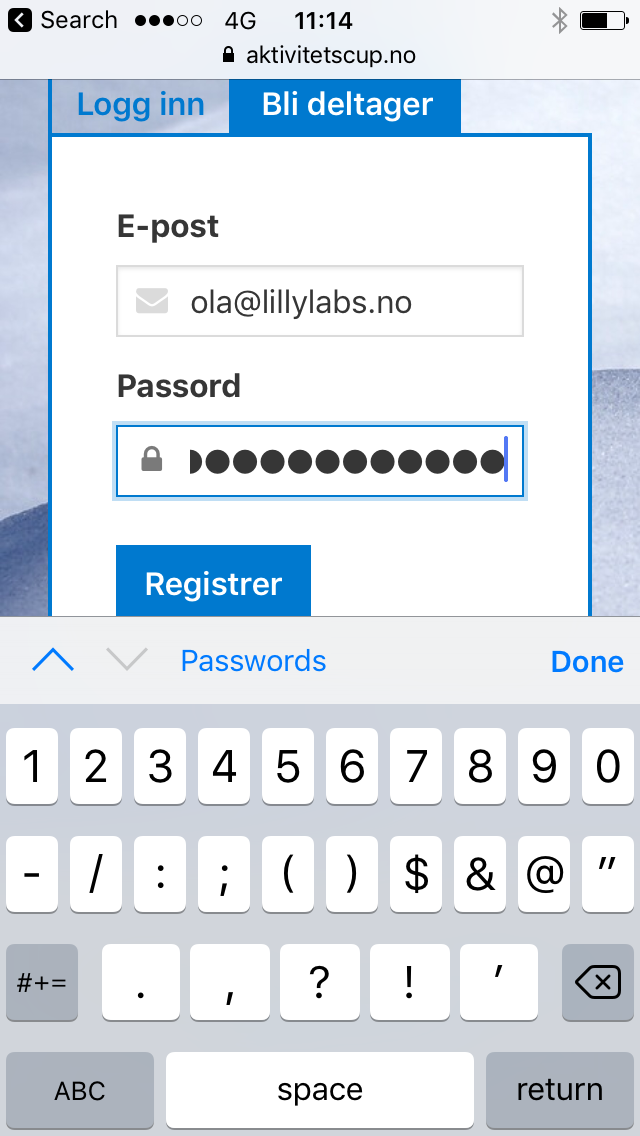 Search 4G 11:14
aktivitetscup.no
Logg inn Bli deltager
E-post
ola@lillylabs.no
Passord
Registrer
Passwords Done
1 2 3 4 5 6 7 8 9 0
- / : ; ( ) $ & @ "
#+= . , ? ! '
ABC space return